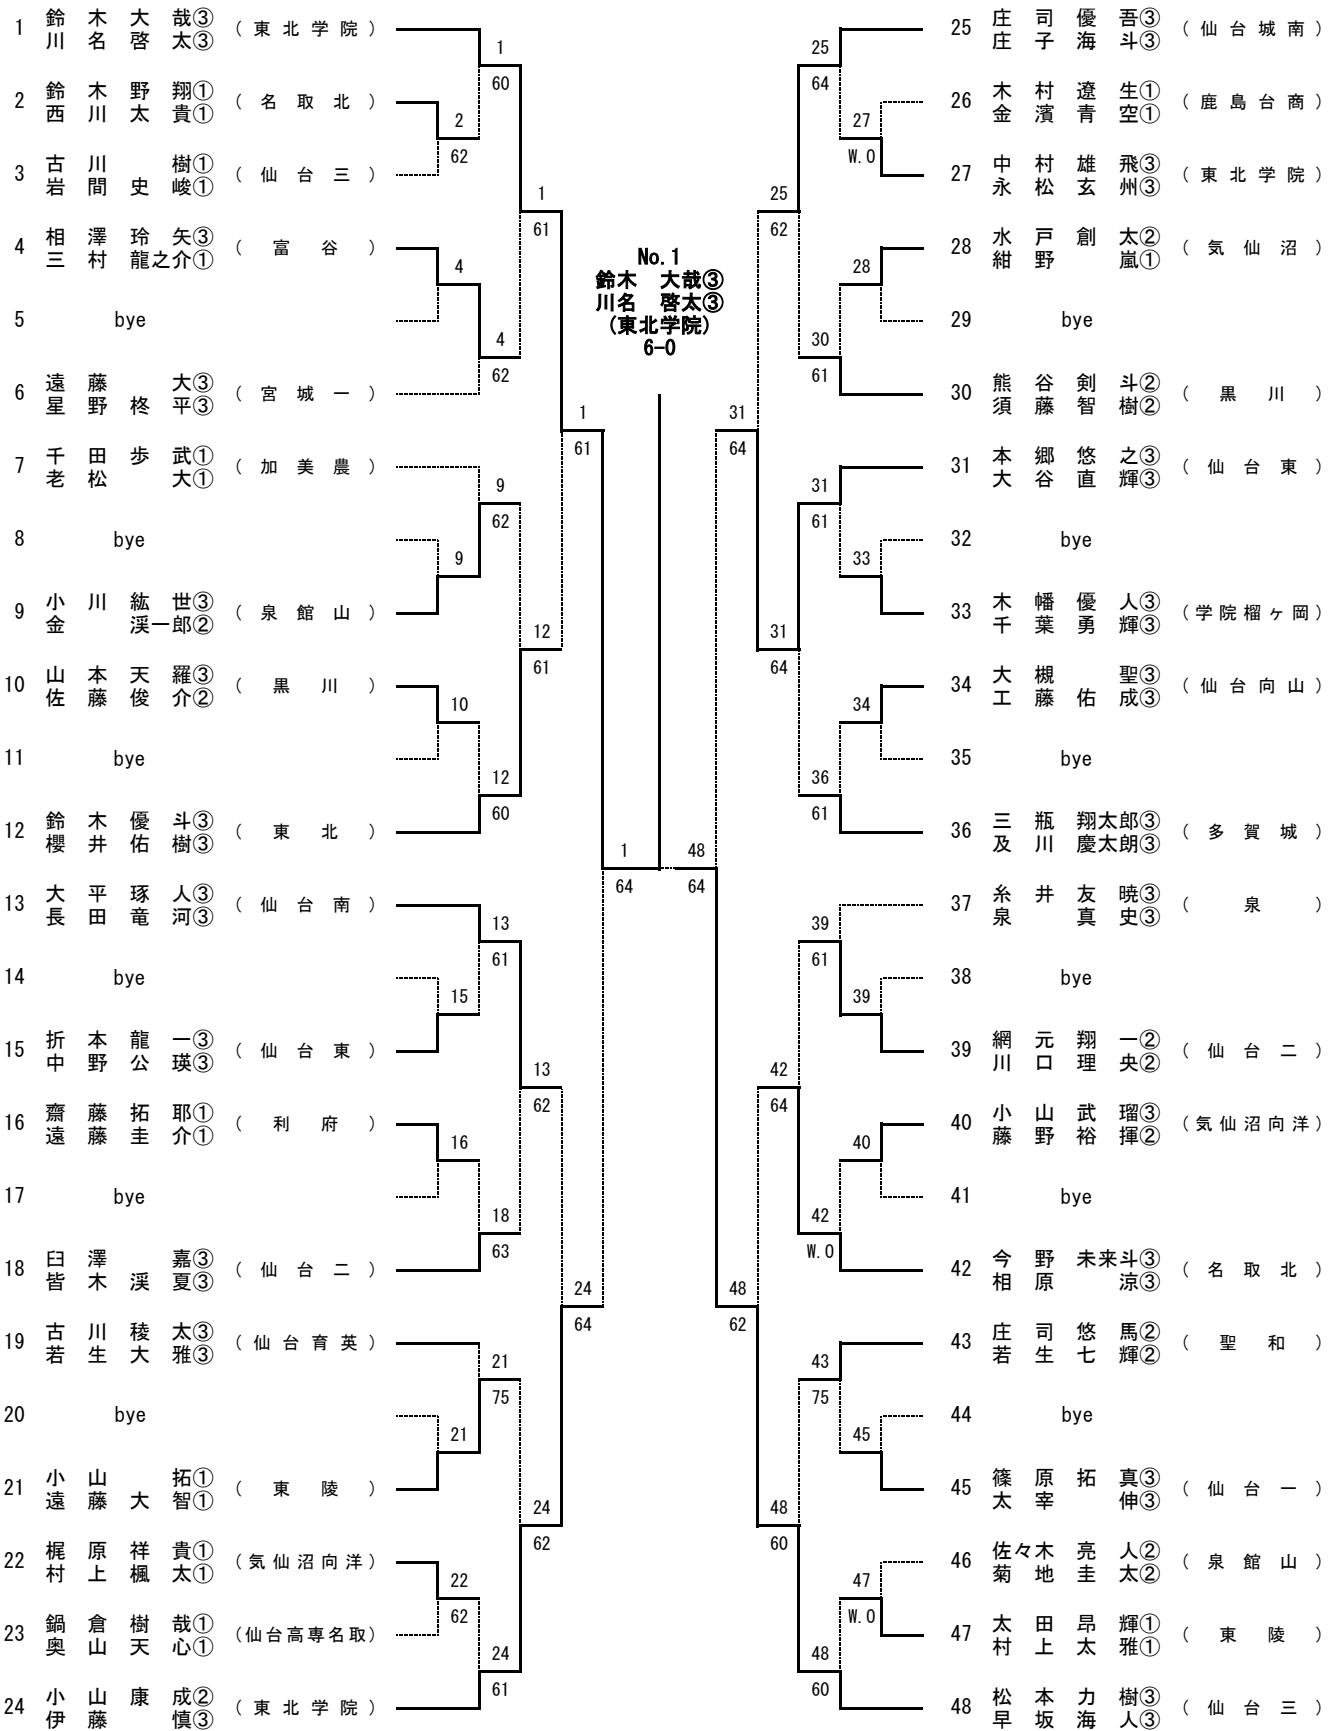 1 鈴木大哉③ 川名啓太③ (東北学院)
2 鈴木野翔① 西川太貴① (名取北)
3 古川樹① 岩間史峻① (仙台三)
4 相澤玲矢③ 三村龍之介① (富谷)
5 bye
6 遠藤大③ 星野柊平③ (宮城一)
7 千田歩武① 老松大① (加美農)
8 bye
9 小川紘世③ 金渓一郎② (泉館山)
10 山本天羅③ 佐藤俊介② (黒川)
11 bye
12 鈴木優斗③ 櫻井佑樹③ (東北)
13 大平琢人③ 長田竜河③ (仙台南)
14 bye
15 折本龍一③ 中野公瑛③ (仙台東)
16 齋藤拓耶① 遠藤圭介① (利府)
17 bye
18 臼澤嘉③ 皆木渓夏③ (仙台二)
19 古川稜太③ 若生大雅③ (仙台育英)
20 bye
21 小山拓① 遠藤大智① (東陵)
22 梶原祥貴① 村上楓太① (気仙沼向洋)
23 鍋倉樹哉① 奥山天心① (仙台高専名取)
24 小山康成② 伊藤慎③ (東北学院)
2
62
4
9
10
15
16
21
22
62
1
60
4
62
9
62
12
60
13
61
18
63
21
75
24
61
1
61
12
61
13
62
24
62
1
61
24
64
1
64
No.1
鈴木 大哉③
川名 啓太③
(東北学院)
6-0
48
64
31
64
48
62
25
62
31
64
42
64
48
60
25
64
30
61
31
61
36
61
39
61
42
W.O
43
75
48
60
27
W.O
28
33
34
39
40
45
47
W.O
25 庄司優吾③ 庄子海斗③ (仙台城南)
26 木村遼生① 金濱青空① (鹿島台商)
27 中村雄飛③ 永松玄州③ (東北学院)
28 水戸創太② 紺野嵐① (気仙沼)
29 bye
30 熊谷剣斗② 須藤智樹② (黒川)
31 本郷悠之③ 大谷直輝③ (仙台東)
32 bye
33 木幡優人③ 千葉勇輝③ (学院榴ヶ岡)
34 大槻聖③ 工藤佑成③ (仙台向山)
35 bye
36 三瓶翔太郎③ 及川慶太朗③ (多賀城)
37 糸井友暁③ 泉真史③ (泉)
38 bye
39 網元翔一② 川口理央② (仙台二)
40 小山武瑠③ 藤野裕揮② (気仙沼向洋)
41 bye
42 今野未来斗③ 相原涼③ (名取北)
43 庄司悠馬② 若生七輝② (聖和)
44 bye
45 篠原拓真③ 太宰伸③ (仙台一)
46 佐々木亮人② 菊地圭太② (泉館山)
47 太田昂輝① 村上太雅① (東陵)
48 松本力樹③ 早坂海人③ (仙台三)